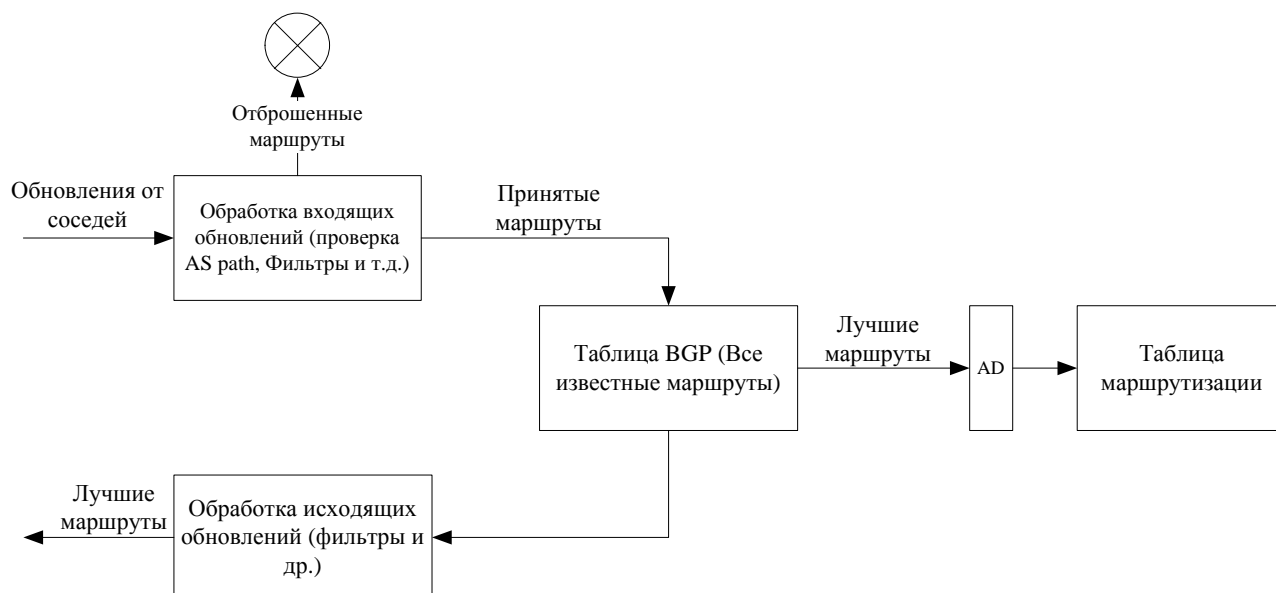 Отброшенные
маршруты
Обновления от
соседей
Обработка входящих
обновлений (проверка
AS path, Фильтры и т.д.)
Принятые
маршруты
Таблица BGP (Все
известные маршруты)
Лучшие
маршруты
AD
Таблица
маршрутизации
Лучшие
маршруты
Обработка исходящих
обновлений (фильтры и
др.)